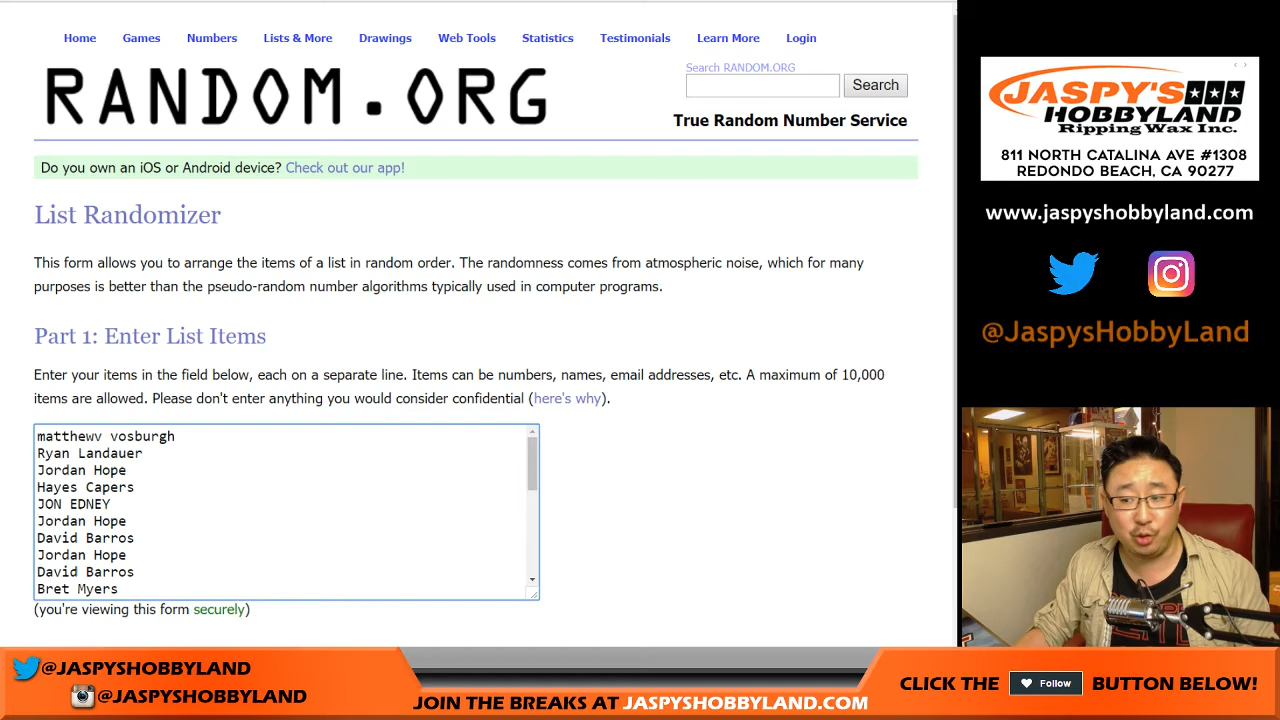 Home Games Numbers Lists & More Drawings Web Tools Statistics Testimonials Learn More Login
RANDOM.ORG
Search RANDOM.ORG
Search
True Random Number Service
Do you own an iOS or Android device? Check out our app!
List Randomizer
This form allows you to arrange the items of a list in random order. The randomness comes from atmospheric noise, which for many
purposes is better than the pseudo-random number algorithms typically used in computer programs.
Part 1: Enter List Items
Enter your items in the field below, each on a separate line. Items can be numbers, names, email addresses, etc. A maximum of 10,000
items are allowed. Please don't enter anything you would consider confidential (here's why).
matthewv vosburgh
Ryan Landauer
Jordan Hope
Hayes Capers
JON EDNEY
Jordan Hope
David Barros
Jordan Hope
David Barros
Bret Myers
(you're viewing this form securely)
JASPY'S
HOBBYLAND
Ripping Wax Inc.
811 NORTH CATALINA AVE #1308
REDONDO BEACH, CA 90277
www.jaspyshobbyland.com
@JaspysHobbyLand
@JASPYSHOBBYLAND
@JASPYSHOBBYLAND
JOIN THE BREAKS AT JASPYSHOBBYLAND.COM
CLICK THE Follow BUTTON BELOW!